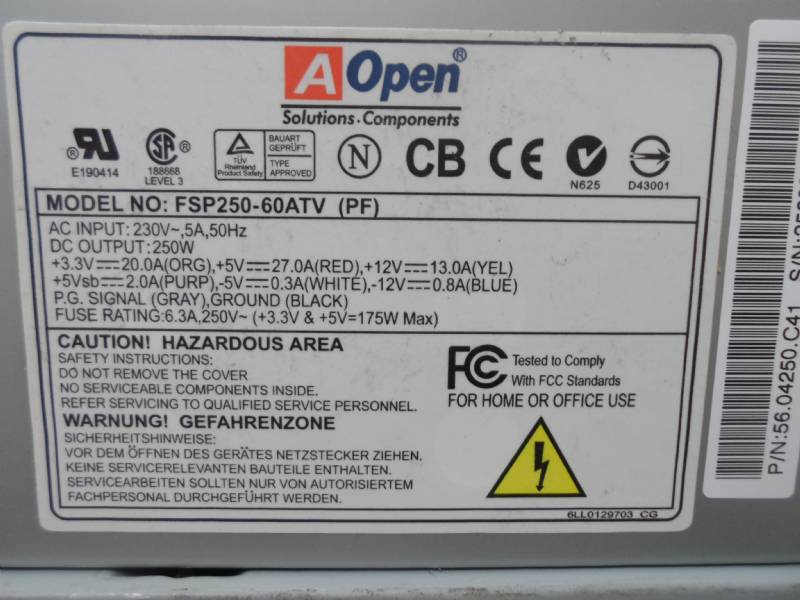 AOpen®
Solutions·Components
® RU ® E190414
SA ® 188668 LEVEL 3
TÜV Rheinland Product Safety
BAUART GEPRÜFT
TYPE APPROVED
N
CB
CE
N625
D43001
MODEL NO: FSP250-60ATV (PF)
AC INPUT: 230V~,5A,50Hz
DC OUTPUT: 250W
+3.3V⎓20.0A(ORG),+5V⎓27.0A(RED), +12V⎓13.0A(YEL)
+5Vsb⎓2.0A(PURP),-5V⎓0.3A(WHITE),-12V⎓0.8A(BLUE)
P.G. SIGNAL (GRAY),GROUND (BLACK)
FUSE RATING:6.3A,250V~ (+3.3V & +5V=175W Max)
CAUTION! HAZARDOUS AREA
SAFETY INSTRUCTIONS:
DO NOT REMOVE THE COVER
NO SERVICEABLE COMPONENTS INSIDE.
REFER SERVICING TO QUALIFIED SERVICE PERSONNEL.
WARNUNG! GEFAHRENZONE
SICHERHEITSHINWEISE:
VOR DEM ÖFFNEN DES GERÄTES NETZSTECKER ZIEHEN.
KEINE SERVICERELEVANTEN BAUTEILE ENTHALTEN.
SERVICEARBEITEN SOLLTEN NUR VON AUTORISIERTEM
FACHPERSONAL DURCHGEFÜHRT WERDEN.
FCC Tested to Comply
With FCC Standards
FOR HOME OR OFFICE USE
6LL0129703 CG
P/N:56.04250.C41 S/N: